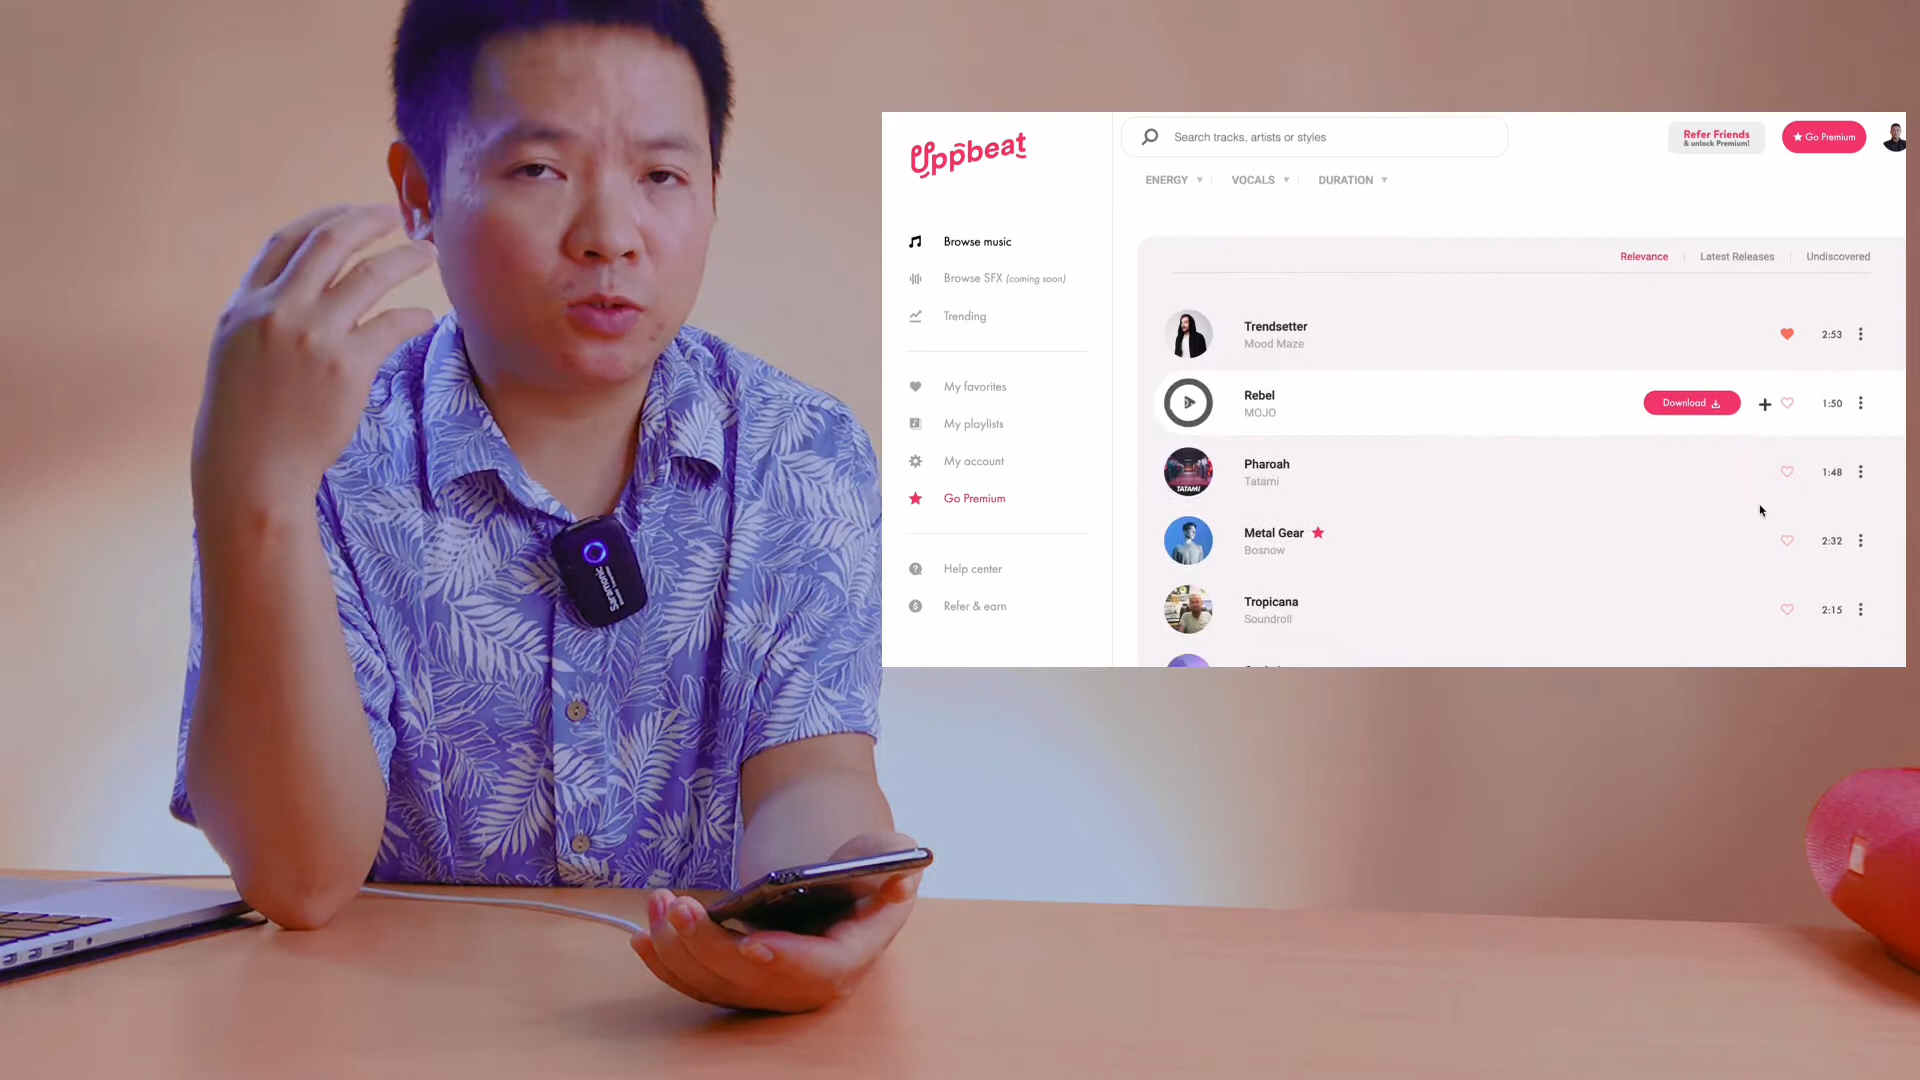 Uppbeat
Search tracks, artists or styles
Refer Friends
& unlock Premium!
Go Premium
ENERGY
VOCALS
DURATION
Browse music
Browse SFX (coming soon)
Trending
My favorites
My playlists
My account
Go Premium
Help center
Refer & earn
Relevance
Latest Releases
Undiscovered
Trendsetter
Mood Maze
2:53
Rebel
MOJO
Download
1:50
TATAMI
Pharoah
Tatami
1:48
Metal Gear
Bosnow
2:32
Tropicana
Soundroll
2:15
Saramonic